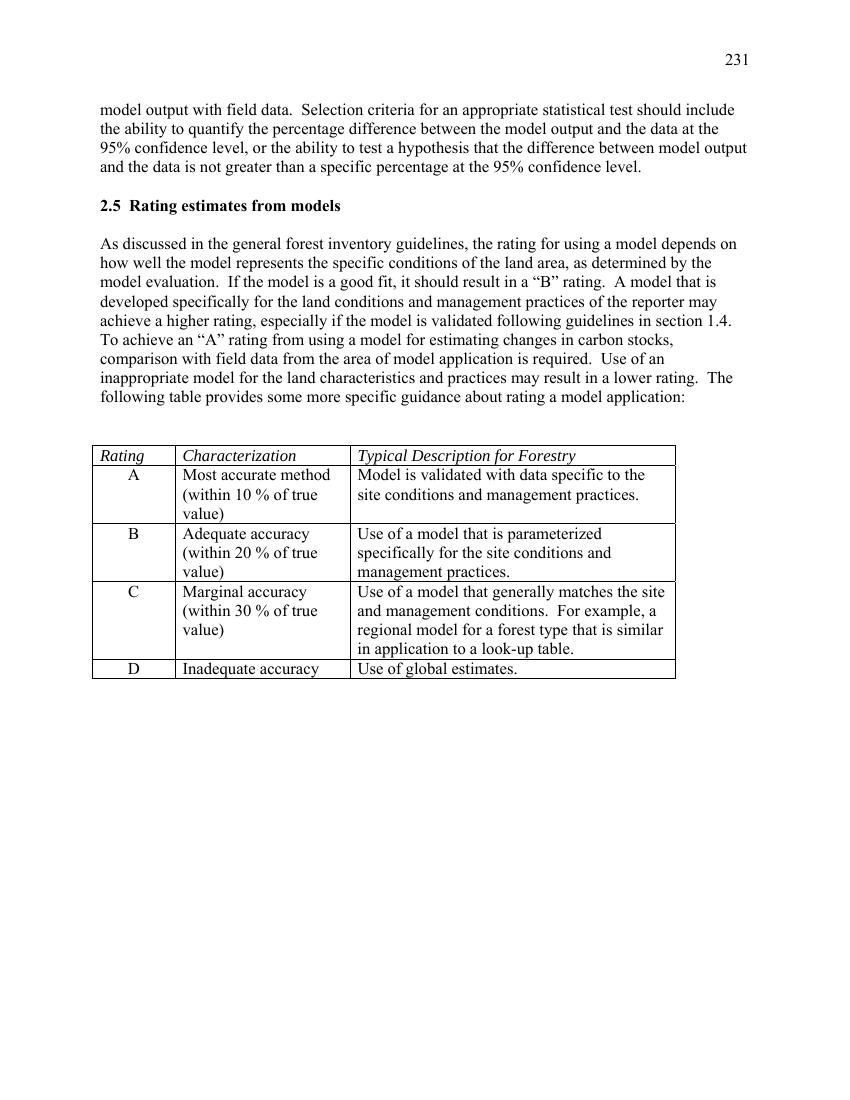 231
model output with field data.  Selection criteria for an appropriate statistical test should include
the ability to quantify the percentage difference between the model output and the data at the
95% confidence level, or the ability to test a hypothesis that the difference between model output
and the data is not greater than a specific percentage at the 95% confidence level.
2.5  Rating estimates from models
As discussed in the general forest inventory guidelines, the rating for using a model depends on
how well the model represents the specific conditions of the land area, as determined by the
model evaluation.  If the model is a good fit, it should result in a “B” rating.  A model that is
developed specifically for the land conditions and management practices of the reporter may
achieve a higher rating, especially if the model is validated following guidelines in section 1.4.
To achieve an “A” rating from using a model for estimating changes in carbon stocks,
comparison with field data from the area of model application is required.  Use of an
inappropriate model for the land characteristics and practices may result in a lower rating.  The
following table provides some more specific guidance about rating a model application:
Rating Characterization Typical Description for Forestry
A Most accurate method Model is validated with data specific to the
(within 10 % of true site conditions and management practices.
value)
B Adequate accuracy Use of a model that is parameterized
(within 20 % of true specifically for the site conditions and
value) management practices.
C Marginal accuracy Use of a model that generally matches the site
(within 30 % of true and management conditions.  For example, a
value) regional model for a forest type that is similar
in application to a look-up table.
D Inadequate accuracy Use of global estimates.